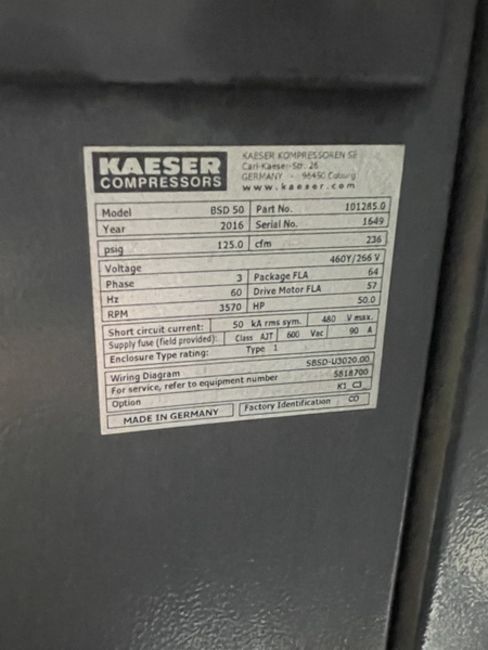 KAESER
COMPRESSORS
KAESER KOMPRESSOREN SE
Carl-Kaeser-Str. 26
GERMANY - 96450 Coburg
www.kaeser.com
Model BSD 50 Part No. 101285.0
Year 2016 Serial No. 1649
psig 125.0 cfm 236
Voltage 460Y/266 V
Phase 3 Package FLA 64
Hz 60 Drive Motor FLA 57
RPM 3570 HP 50.0
Short circuit current: 50 kA rms sym. 480 V max.
Supply fuse (field provided): Class AJT 600 Vac 90 A
Enclosure Type rating: Type 1
Wiring Diagram SBSD-U3020.00
For service, refer to equipment number 5818700
Option K1_C3_
MADE IN GERMANY Factory Identification CO